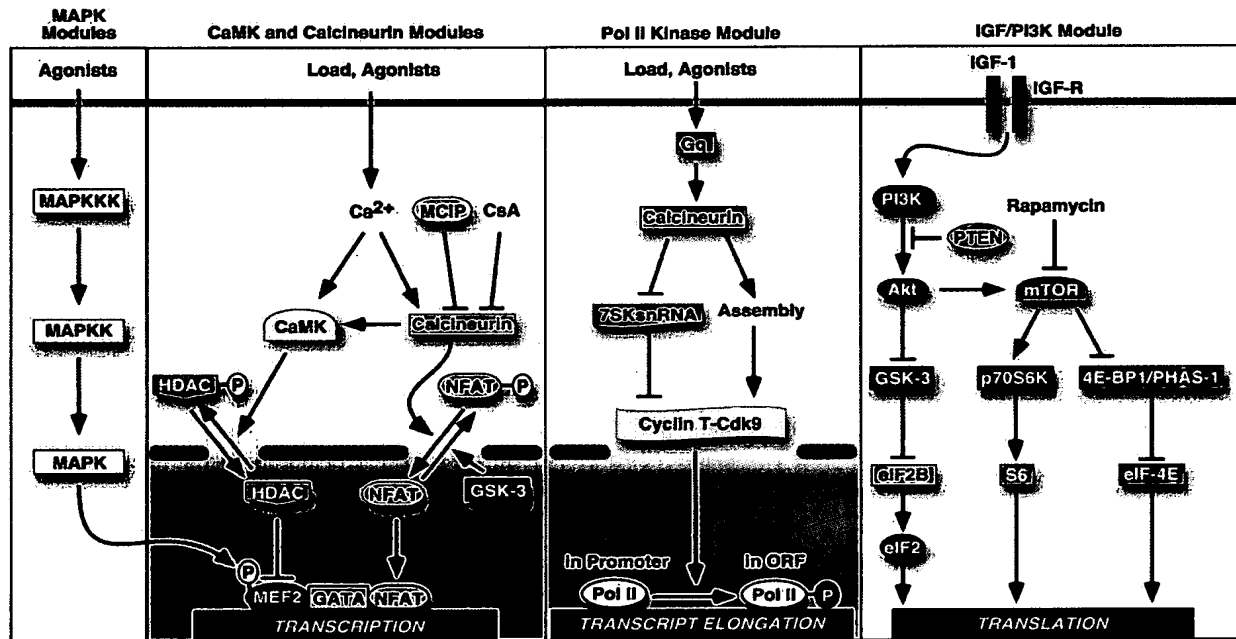 MAPK
Modules
Agonists
MAPKKK
MAPKK
MAPK
CaMK and Calcineurin Modules
Load, Agonists
Ca2+
MCIP
CsA
CaMK
Calcineurin
HDAC
P
NFAT
P
HDAC
NFAT
GSK-3
P
MEF2
GATA
NFAT
TRANSCRIPTION
Pol II Kinase Module
Load, Agonists
Gq
Calcineurin
7SKsnRNA
Assembly
Cyclin T-Cdk9
In Promoter
In ORF
Pol II
Pol II
P
TRANSCRIPT ELONGATION
IGF/PI3K Module
IGF-1
IGF-R
PI3K
Rapamycin
PTEN
Akt
mTOR
GSK-3
p70S6K
4E-BP1/PHAS-1
eIF2B
S6
eIF-4E
eIF2
TRANSLATION